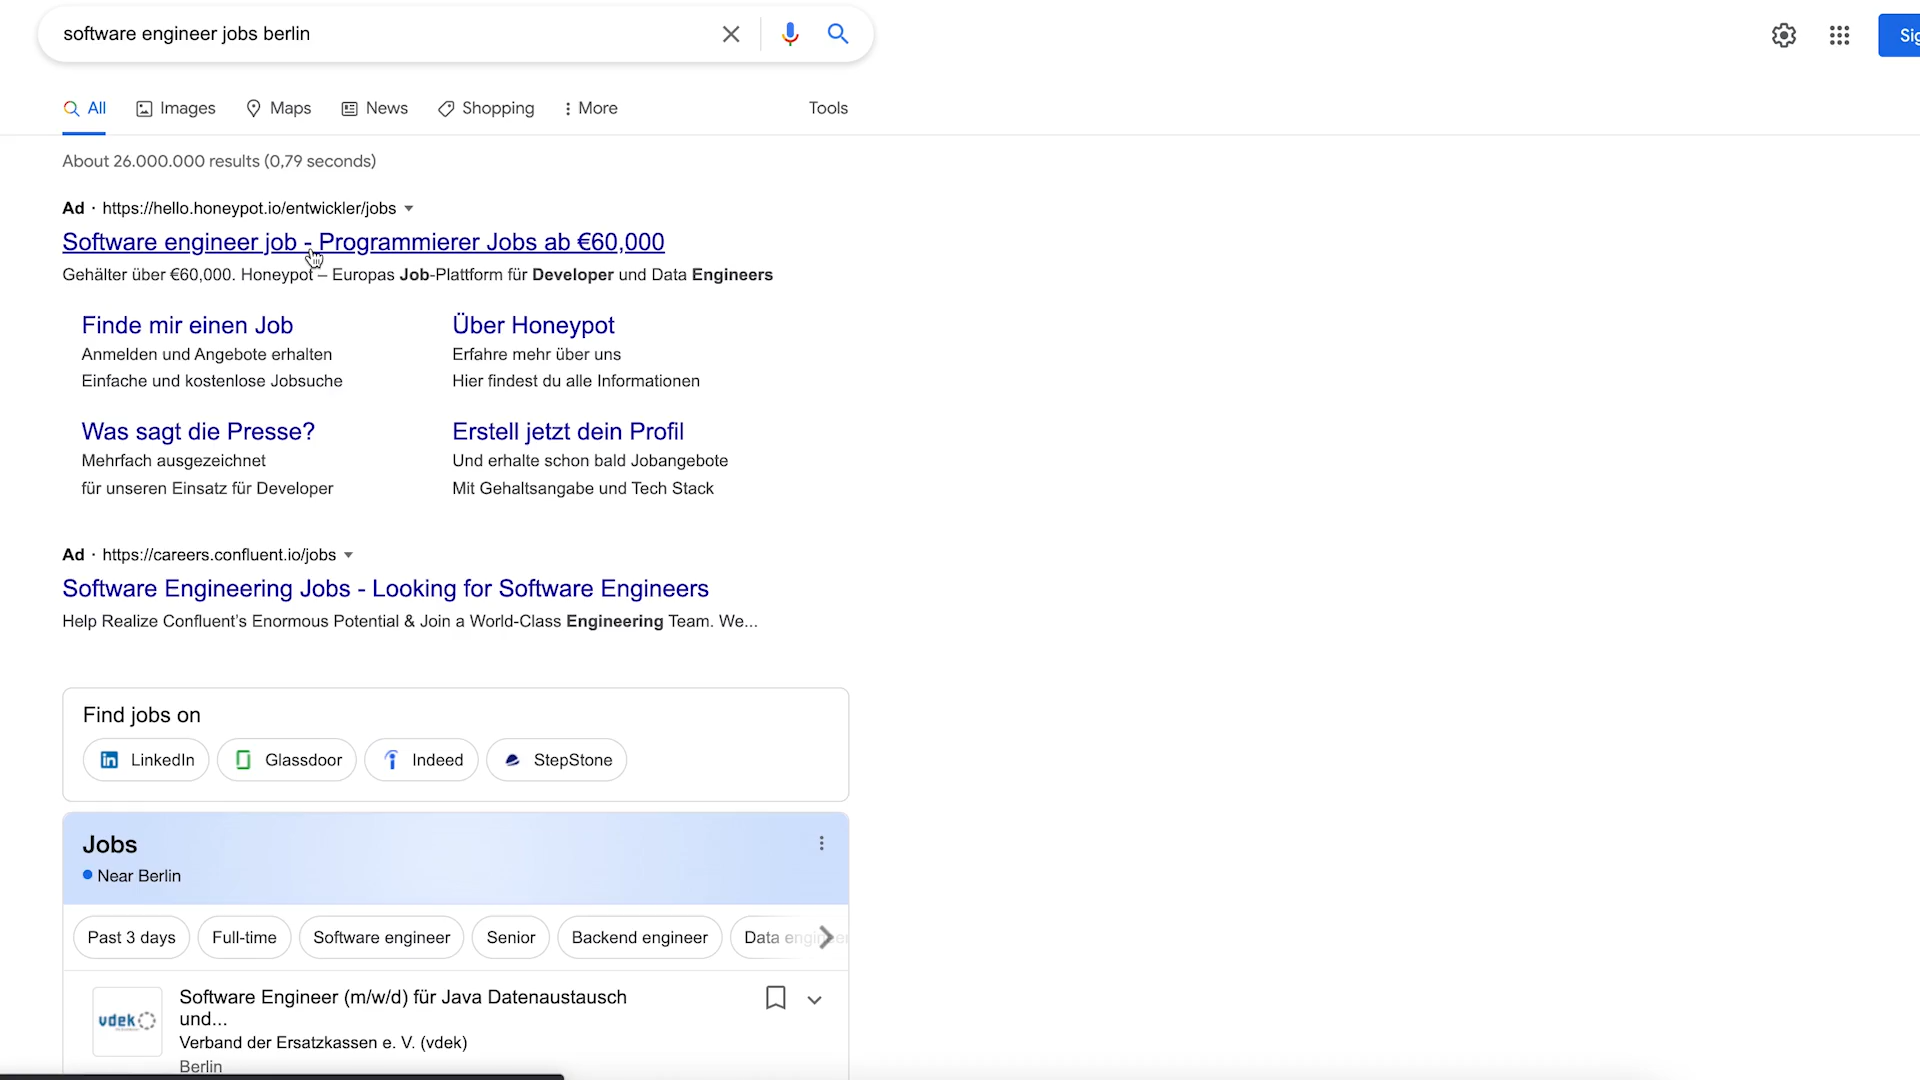 software engineer jobs berlin
All Images Maps News Shopping More Tools
About 26.000.000 results (0,79 seconds)
Ad · https://hello.honeypot.io/entwickler/jobs
Software engineer job - Programmierer Jobs ab €60,000
Gehälter über €60,000. Honeypot – Europas Job-Plattform für Developer und Data Engineers
Finde mir einen Job
Anmelden und Angebote erhalten
Einfache und kostenlose Jobsuche
Über Honeypot
Erfahre mehr über uns
Hier findest du alle Informationen
Was sagt die Presse?
Mehrfach ausgezeichnet
für unseren Einsatz für Developer
Erstell jetzt dein Profil
Und erhalte schon bald Jobangebote
Mit Gehaltsangabe und Tech Stack
Ad · https://careers.confluent.io/jobs
Software Engineering Jobs - Looking for Software Engineers
Help Realize Confluent's Enormous Potential & Join a World-Class Engineering Team. We...
Find jobs on
LinkedIn Glassdoor Indeed StepStone
Jobs
Near Berlin
Past 3 days Full-time Software engineer Senior Backend engineer Data engineer
vdek
Software Engineer (m/w/d) für Java Datenaustausch
und...
Verband der Ersatzkassen e. V. (vdek)
Berlin